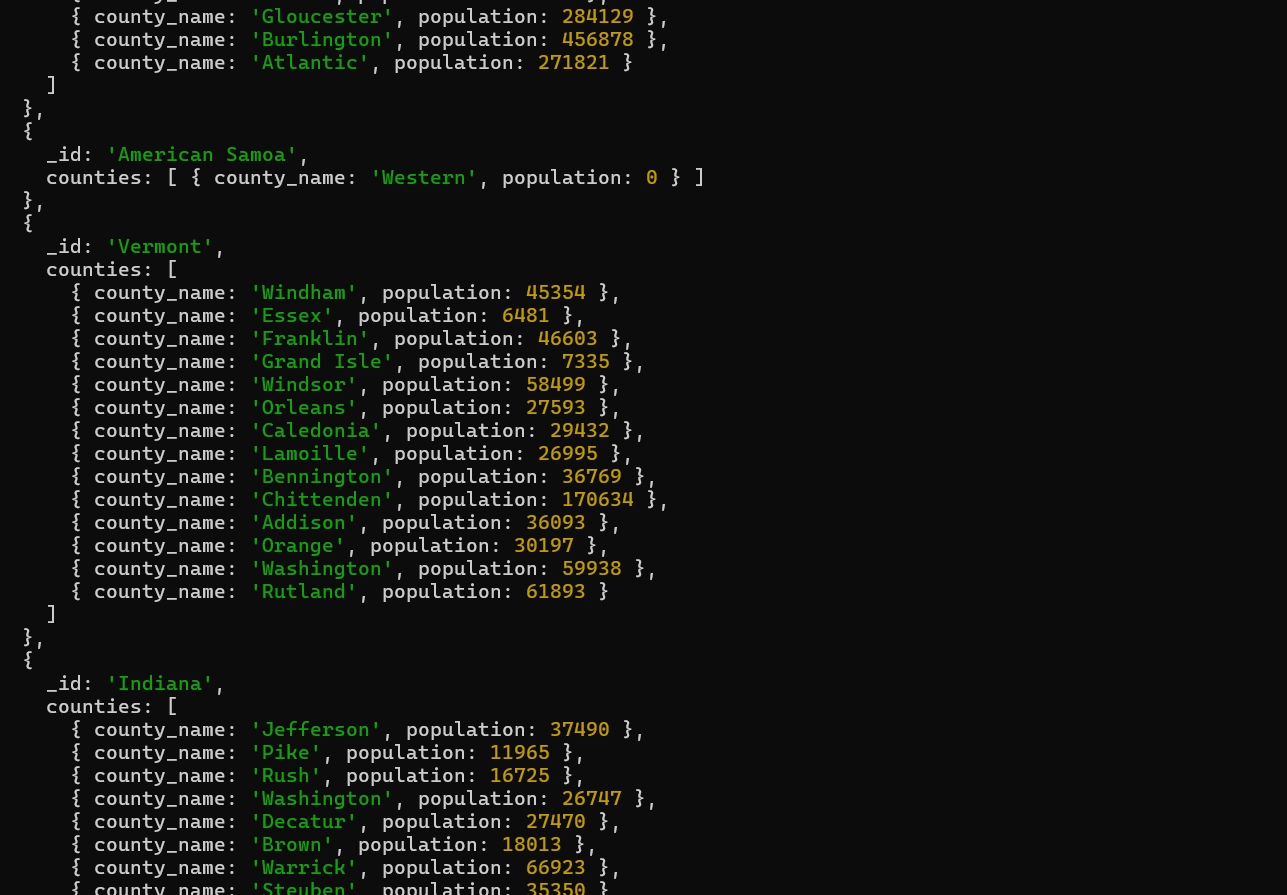 { county_name: 'Gloucester', population: 284129 },
{ county_name: 'Burlington', population: 456878 },
{ county_name: 'Atlantic', population: 271821 }
]
},
{
_id: 'American Samoa',
counties: [ { county_name: 'Western', population: 0 } ]
},
{
_id: 'Vermont',
counties: [
{ county_name: 'Windham', population: 45354 },
{ county_name: 'Essex', population: 6481 },
{ county_name: 'Franklin', population: 46603 },
{ county_name: 'Grand Isle', population: 7335 },
{ county_name: 'Windsor', population: 58499 },
{ county_name: 'Orleans', population: 27593 },
{ county_name: 'Caledonia', population: 29432 },
{ county_name: 'Lamoille', population: 26995 },
{ county_name: 'Bennington', population: 36769 },
{ county_name: 'Chittenden', population: 170634 },
{ county_name: 'Addison', population: 36093 },
{ county_name: 'Orange', population: 30197 },
{ county_name: 'Washington', population: 59938 },
{ county_name: 'Rutland', population: 61893 }
]
},
{
_id: 'Indiana',
counties: [
{ county_name: 'Jefferson', population: 37490 },
{ county_name: 'Pike', population: 11965 },
{ county_name: 'Rush', population: 16725 },
{ county_name: 'Washington', population: 26747 },
{ county_name: 'Decatur', population: 27470 },
{ county_name: 'Brown', population: 18013 },
{ county_name: 'Warrick', population: 66923 },
{ county_name: 'Steuben', population: 35350 }